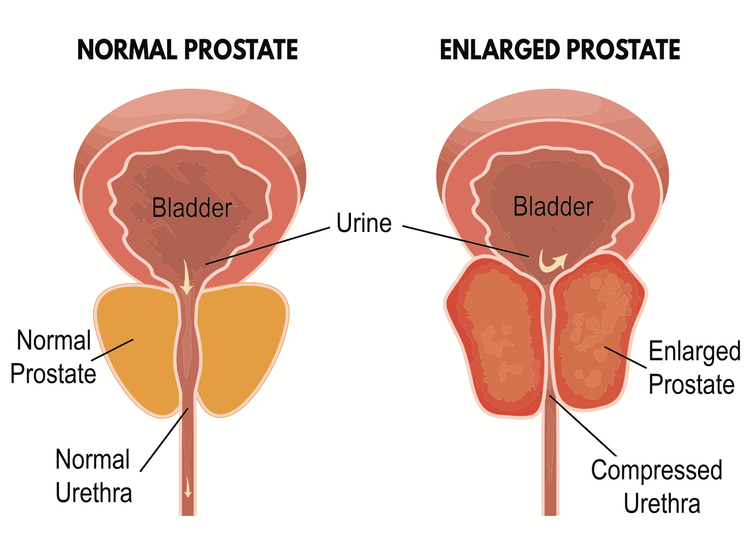 NORMAL PROSTATE
ENLARGED PROSTATE
Bladder
Urine
Bladder
Normal
Prostate
Enlarged
Prostate
Normal
Urethra
Compressed
Urethra